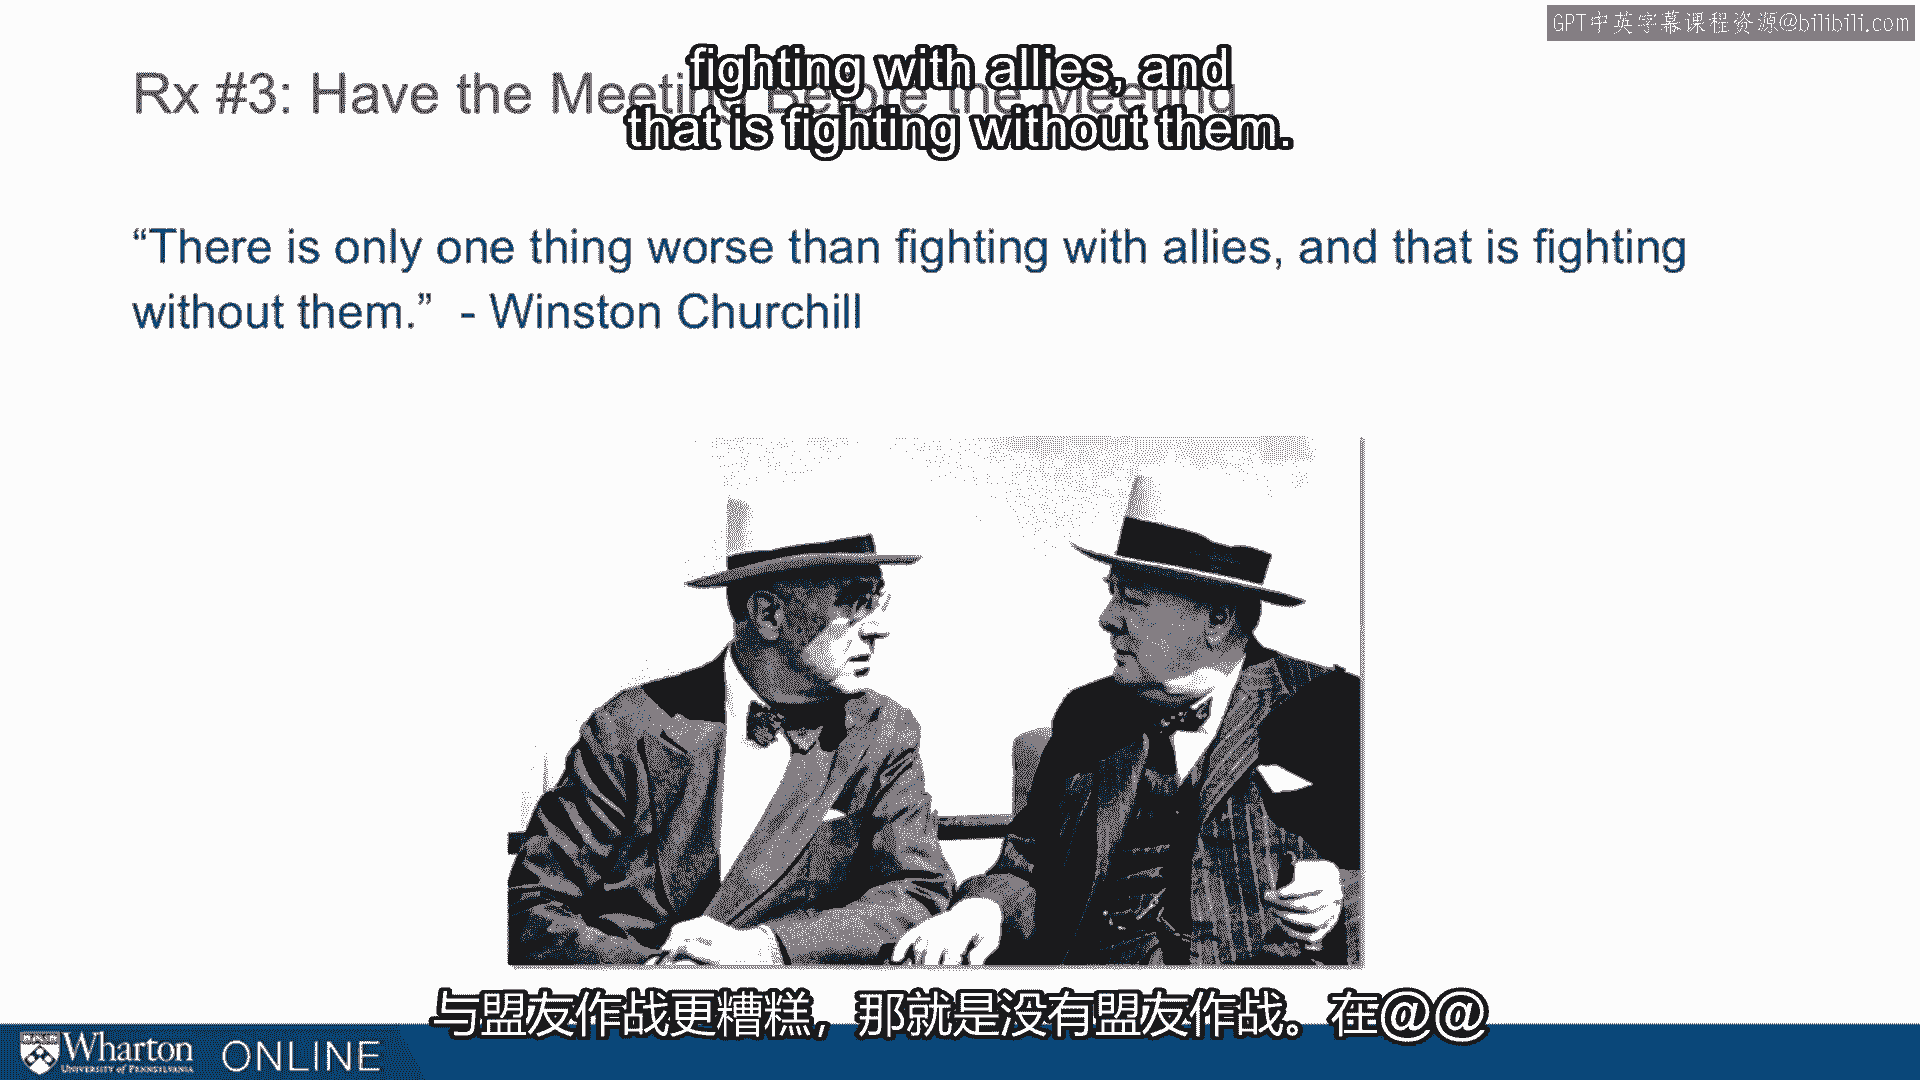 GPT中英字幕课程资源@bilibili.com
Rx #3: Have the Meeting Before the Meeting
fighting with allies, and
that is fighting without them.
“There is only one thing worse than fighting with allies, and that is fighting
without them.”  - Winston Churchill
与盟友作战更糟糕，那就是没有盟友作战。在@@
Wharton
UNIVERSITY of PENNSYLVANIA
ONLINE